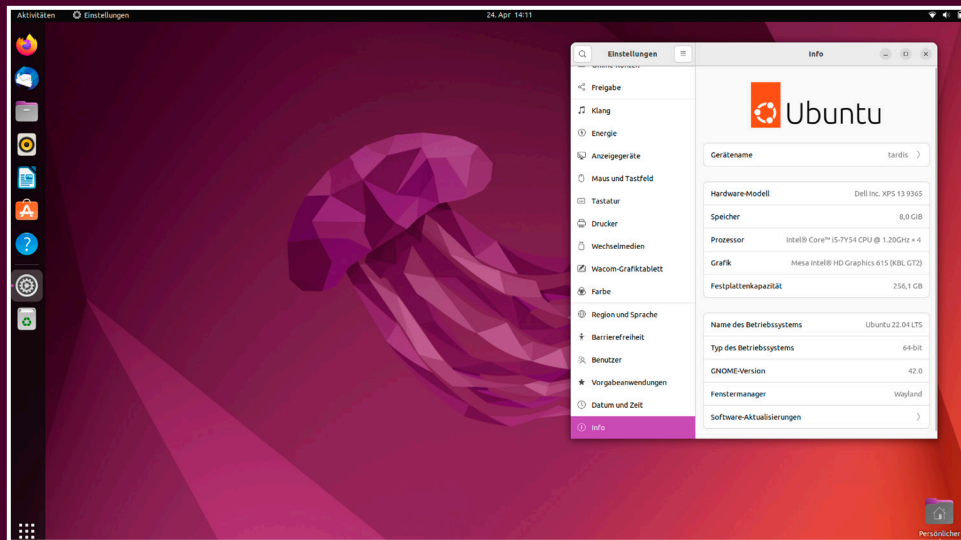 Aktivitäten Einstellungen 24. Apr 14:11
Einstellungen
Info
Freigabe
Klang
Energie
Anzeigegeräte
Maus und Tastfeld
Tastatur
Drucker
Wechselmedien
Wacom-Grafiktablett
Farbe
Region und Sprache
Barrierefreiheit
Benutzer
Vorgabeanwendungen
Datum und Zeit
Info
Ubuntu
Gerätename tardis
Hardware-Modell Dell Inc. XPS 13 9365
Speicher 8,0 GiB
Prozessor Intel® Core™ i5-7Y54 CPU @ 1.20GHz × 4
Grafik Mesa Intel® HD Graphics 615 (KBL GT2)
Festplattenkapazität 256,1 GB
Name des Betriebssystems Ubuntu 22.04 LTS
Typ des Betriebssystems 64-bit
GNOME-Version 42.0
Fenstermanager Wayland
Software-Aktualisierungen
Persönlicher